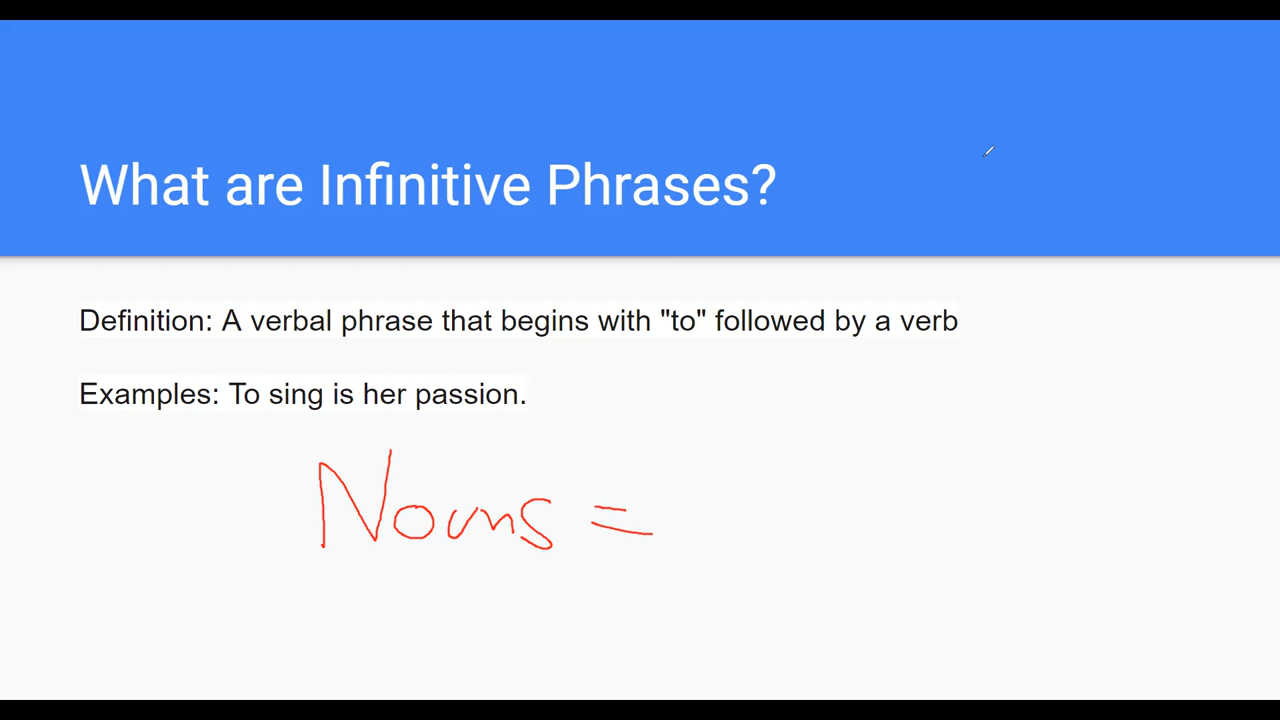 What are Infinitive Phrases?
Definition: A verbal phrase that begins with "to" followed by a verb
Examples: To sing is her passion.
Nouns =